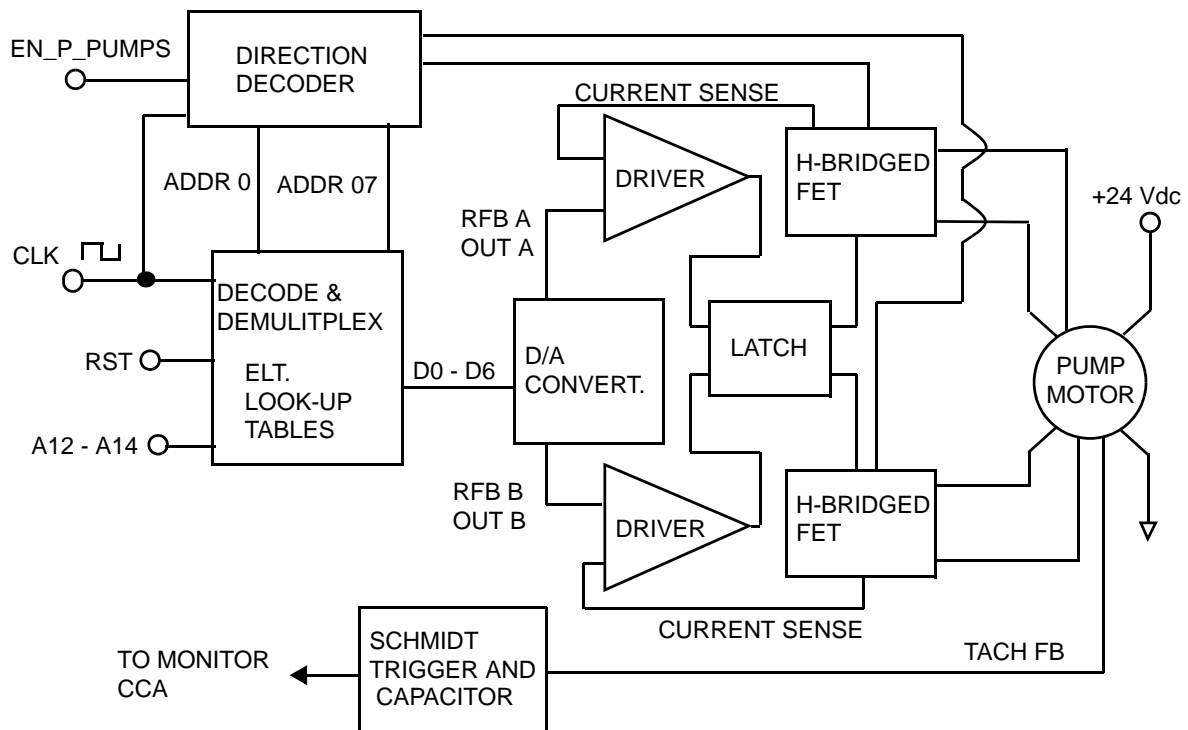 EN_P_PUMPS
DIRECTION
DECODER
CURRENT SENSE
ADDR 0
ADDR 07
DRIVER
H-BRIDGED
FET
+24 Vdc
RFB A
OUT A
CLK
DECODE &
DEMULITPLEX
RST
ELT.
LOOK-UP
TABLES
A12 - A14
D0 - D6
D/A
CONVERT.
LATCH
PUMP
MOTOR
RFB B
OUT B
DRIVER
H-BRIDGED
FET
CURRENT SENSE
TACH FB
SCHMIDT
TRIGGER AND
CAPACITOR
TO MONITOR
CCA